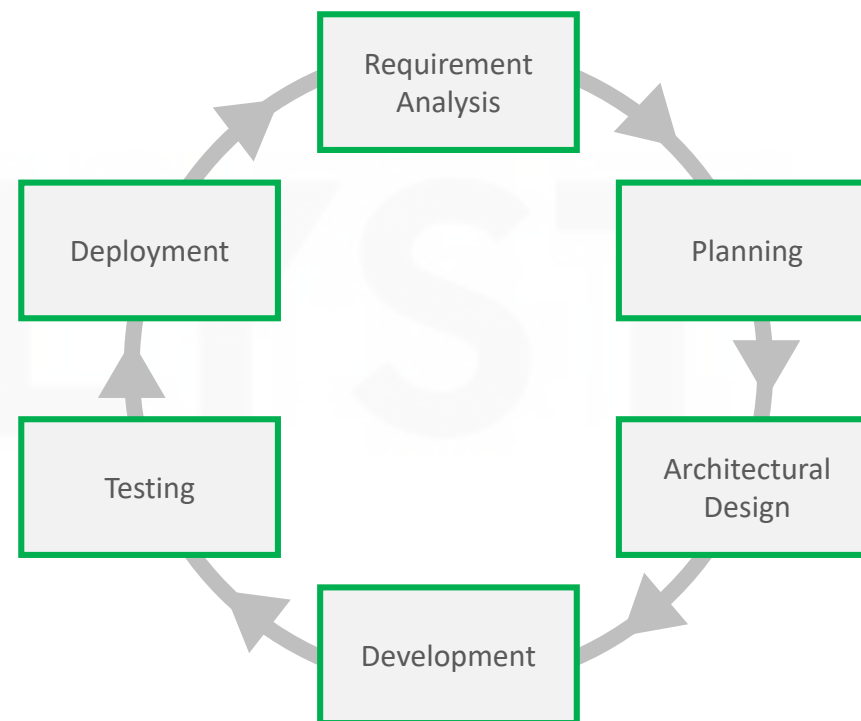 Requirement
Analysis
Planning
Architectural
Design
Development
Testing
Deployment